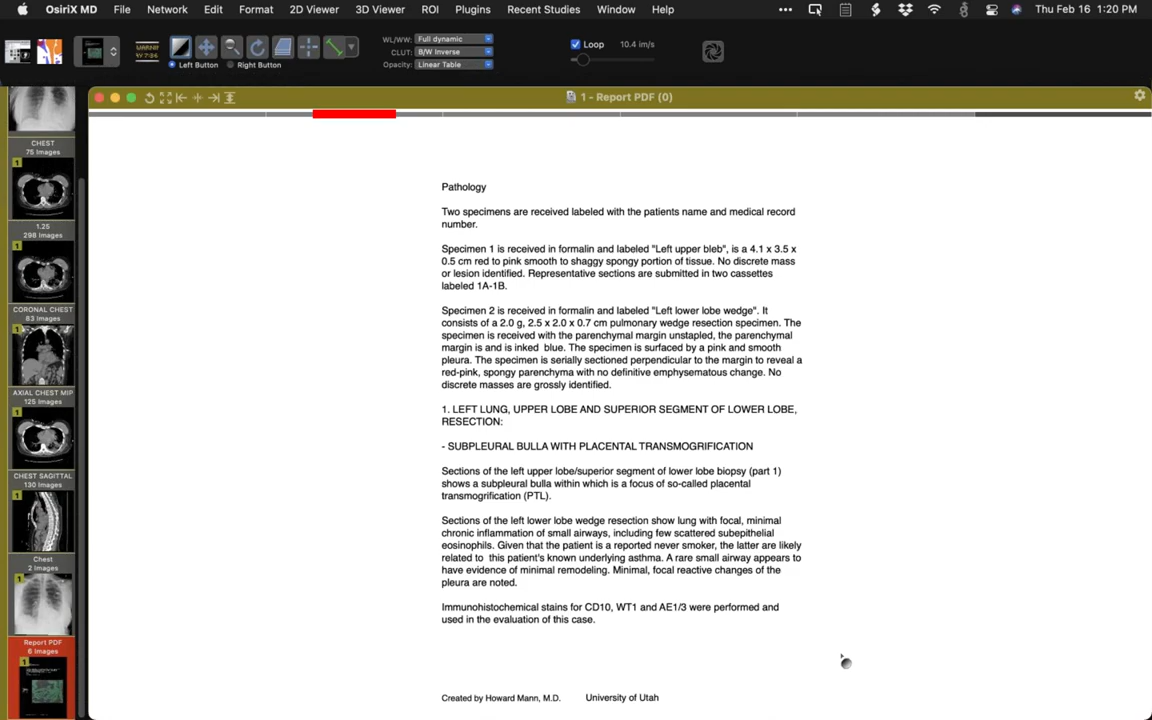 OsiriX MD File Network Edit Format 2D Viewer 3D Viewer ROI Plugins Recent Studies Window Help Thu Feb 16 1:20 PM
WL/WW: Full dynamic
CLUT: B/W Inverse
Opacity: Linear Table
Left Button Right Button
Loop 10.4 im/s
1 - Report PDF (0)
CHEST
75 Images
1
1.25
298 Images
1
CORONAL CHEST
83 Images
1
AXIAL CHEST MIP
125 Images
1
CHEST SAGITTAL
130 Images
1
Chest
2 Images
1
Report PDF
6 Images
1
Pathology
Two specimens are received labeled with the patients name and medical record
number.
Specimen 1 is received in formalin and labeled "Left upper bleb", is a 4.1 x 3.5 x
0.5 cm red to pink smooth to shaggy spongy portion of tissue. No discrete mass
or lesion identified. Representative sections are submitted in two cassettes
labeled 1A-1B.
Specimen 2 is received in formalin and labeled "Left lower lobe wedge". It
consists of a 2.0 g, 2.5 x 2.0 x 0.7 cm pulmonary wedge resection specimen. The
specimen is received with the parenchymal margin unstapled, the parenchymal
margin is and is inked blue. The specimen is surfaced by a pink and smooth
pleura. The specimen is serially sectioned perpendicular to the margin to reveal a
red-pink, spongy parenchyma with no definitive emphysematous change. No
discrete masses are grossly identified.
1. LEFT LUNG, UPPER LOBE AND SUPERIOR SEGMENT OF LOWER LOBE,
RESECTION:
- SUBPLEURAL BULLA WITH PLACENTAL TRANSMOGRIFICATION
Sections of the left upper lobe/superior segment of lower lobe biopsy (part 1)
shows a subpleural bulla within which is a focus of so-called placental
transmogrification (PTL).
Sections of the left lower lobe wedge resection show lung with focal, minimal
chronic inflammation of small airways, including few scattered subepithelial
eosinophils. Given that the patient is a reported never smoker, the latter are likely
related to this patient's known underlying asthma. A rare small airway appears to
have evidence of minimal remodeling. Minimal, focal reactive changes of the
pleura are noted.
Immunohistochemical stains for CD10, WT1 and AE1/3 were performed and
used in the evaluation of this case.
Created by Howard Mann, M.D. University of Utah